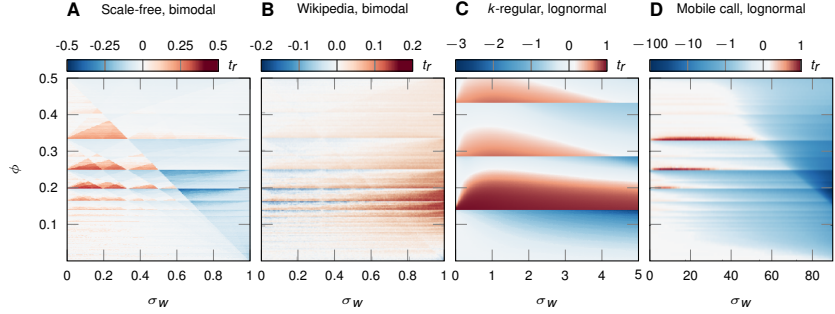 A Scale-free, bimodal B Wikipedia, bimodal C k-regular, lognormal D Mobile call, lognormal
-0.5 -0.25 0 0.25 0.5 -0.2 -0.1 0.0 0.1 0.2 −3 −2 −1 0 1 -100 −10 −1 0 1
tr tr tr tr
0.5
0.4
0.3
0.2
0.1
ϕ
0 0.2 0.4 0.6 0.8 1 0 0.2 0.4 0.6 0.8 1 0 1 2 3 4 5 0 20 40 60 80
σw σw σw σw